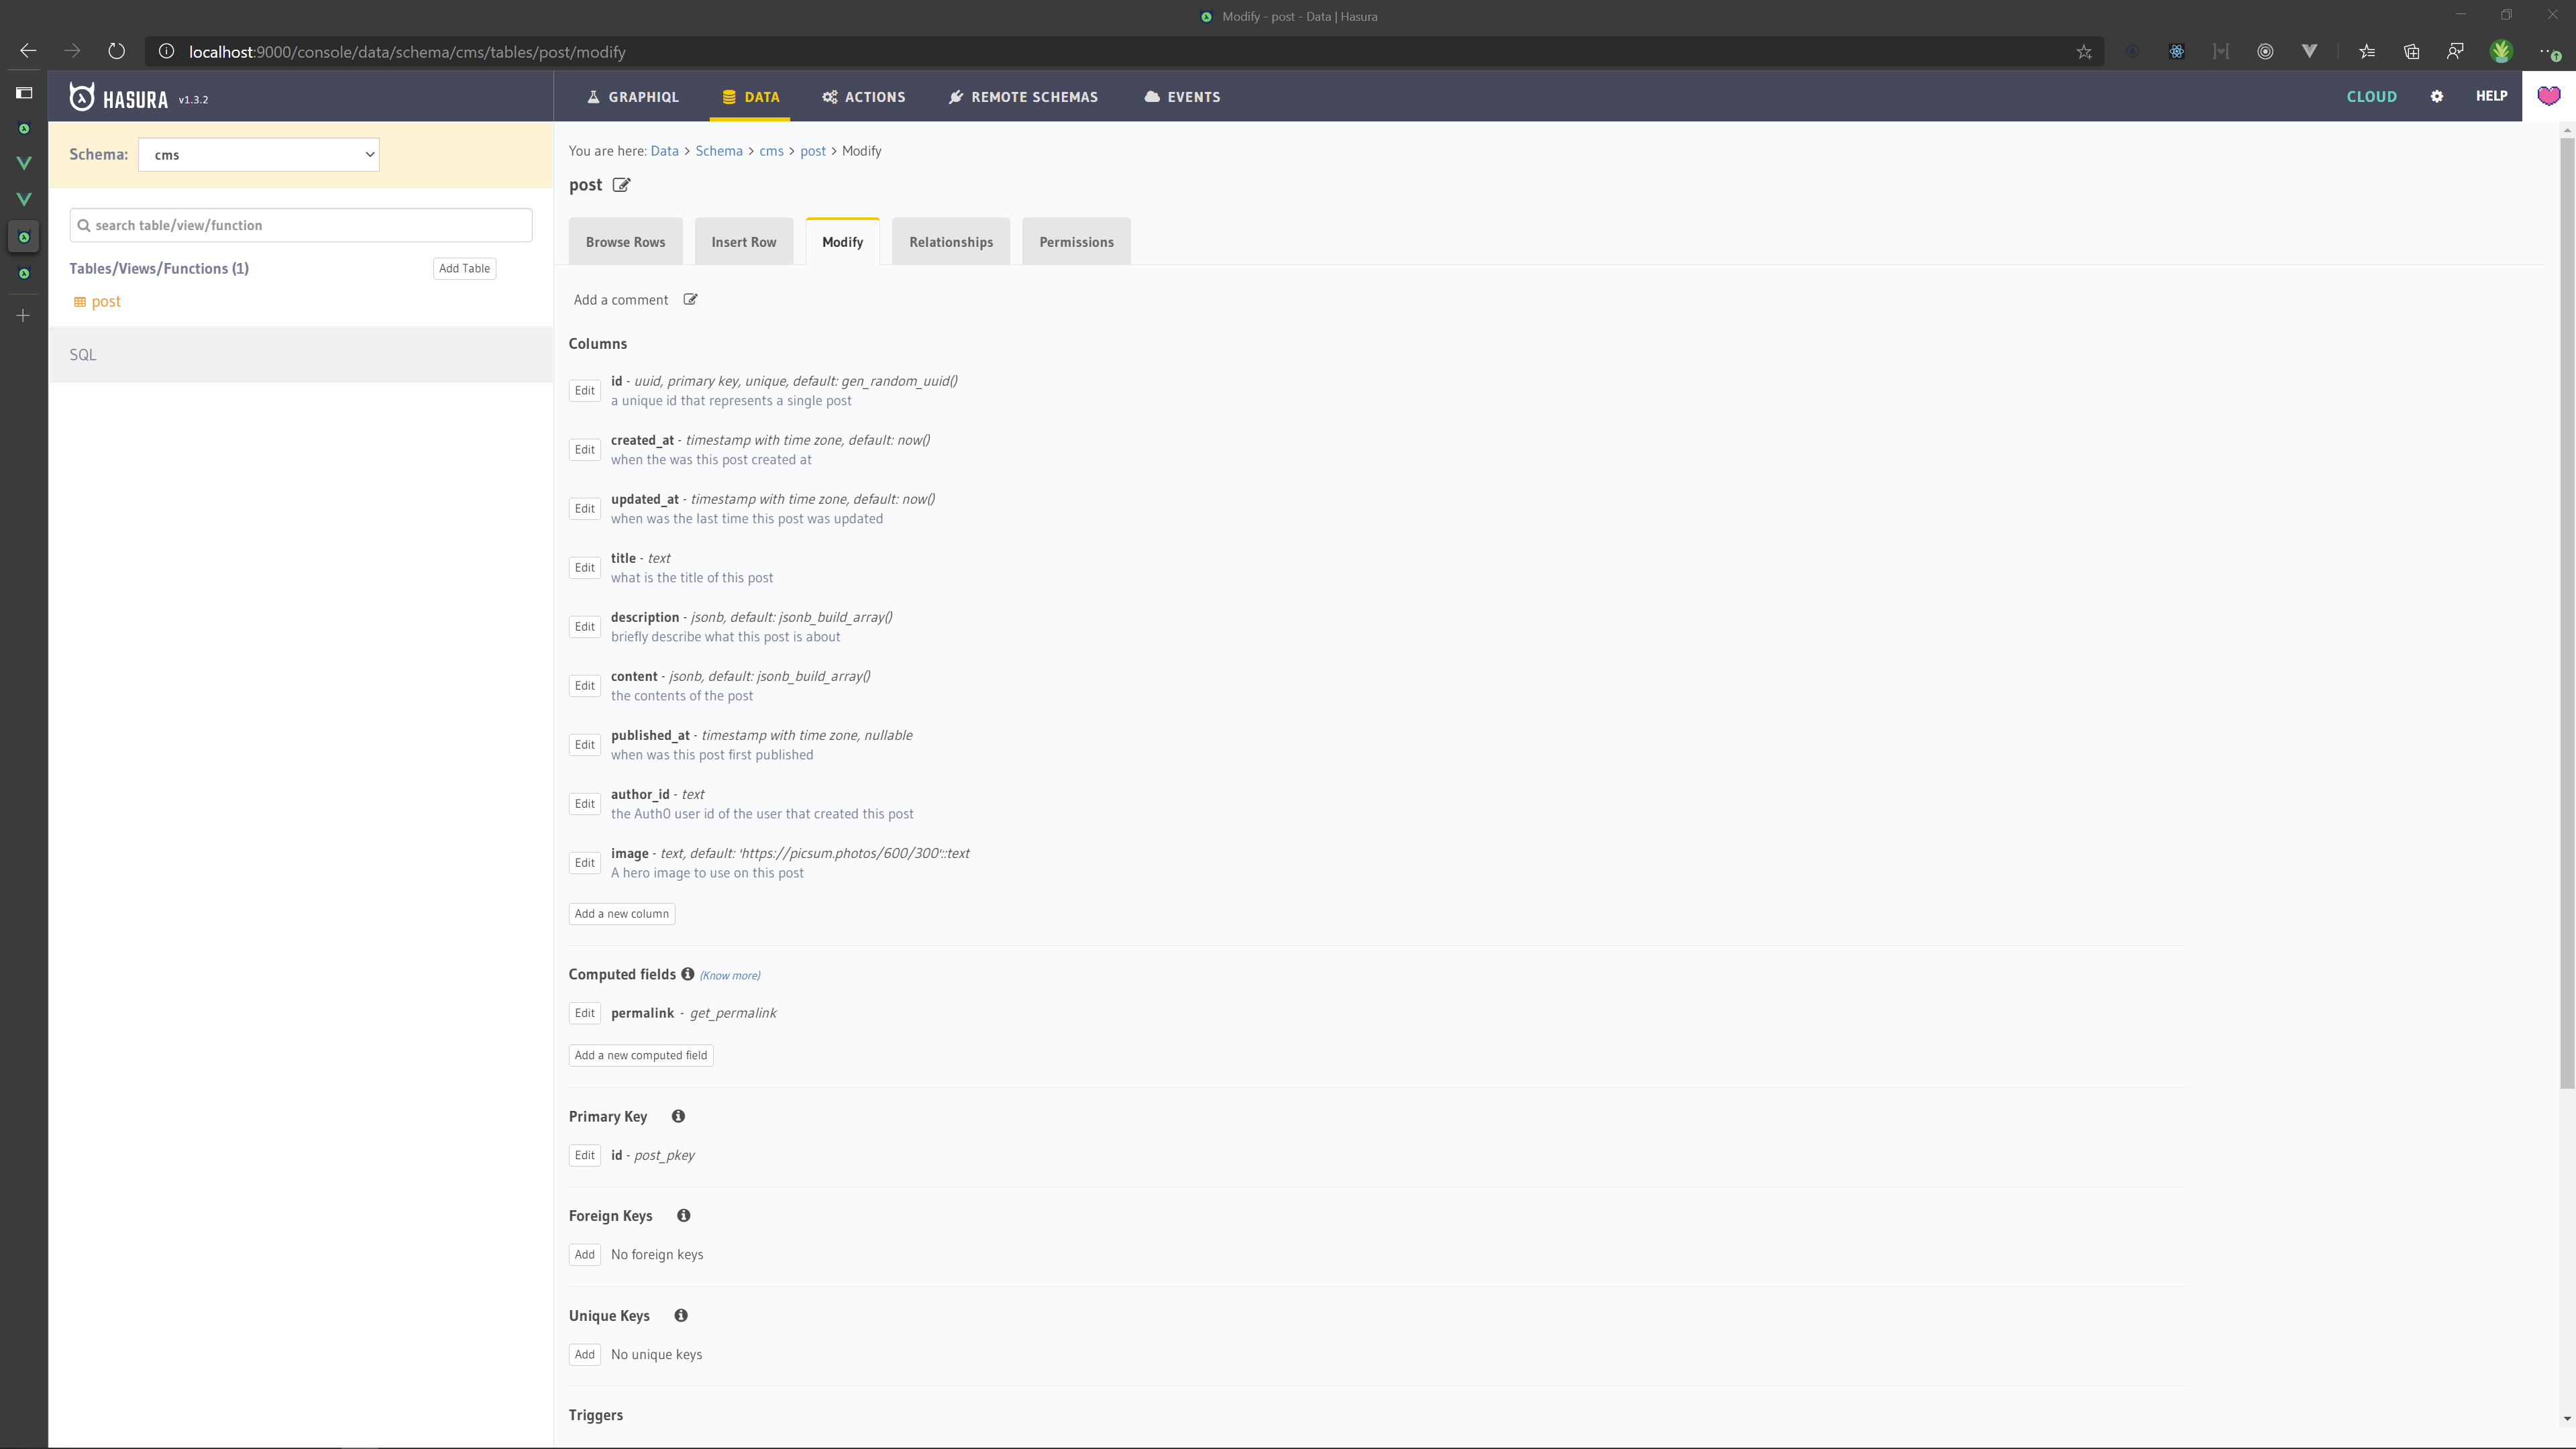 Modify - post - Data | Hasura
localhost:9000/console/data/schema/cms/tables/post/modify
HASURA v1.3.2
GRAPHIQL
DATA
ACTIONS
REMOTE SCHEMAS
EVENTS
CLOUD
HELP
Schema:
cms
search table/view/function
Tables/Views/Functions (1)
Add Table
post
SQL
You are here: Data > Schema > cms > post > Modify
post
Browse Rows
Insert Row
Modify
Relationships
Permissions
Add a comment
Columns
Edit
id - uuid, primary key, unique, default: gen_random_uuid()
a unique id that represents a single post
Edit
created_at - timestamp with time zone, default: now()
when the was this post created at
Edit
updated_at - timestamp with time zone, default: now()
when was the last time this post was updated
Edit
title - text
what is the title of this post
Edit
description - jsonb, default: jsonb_build_array()
briefly describe what this post is about
Edit
content - jsonb, default: jsonb_build_array()
the contents of the post
Edit
published_at - timestamp with time zone, nullable
when was this post first published
Edit
author_id - text
the Auth0 user id of the user that created this post
Edit
image - text, default: 'https://picsum.photos/600/300'::text
A hero image to use on this post
Add a new column
Computed fields (Know more)
Edit
permalink - get_permalink
Add a new computed field
Primary Key
Edit
id - post_pkey
Foreign Keys
Add
No foreign keys
Unique Keys
Add
No unique keys
Triggers